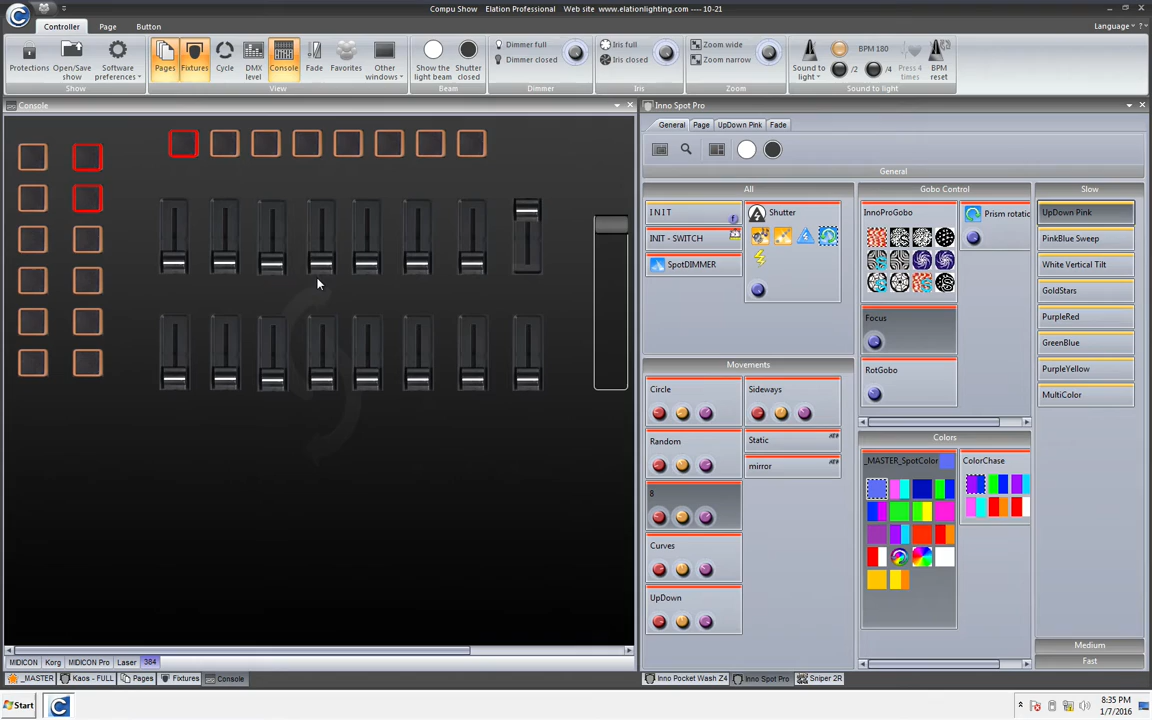 Compu Show   Elation Professional   Web site  www.elationlighting.com ---- 10-21
Controller Page Button Language
Protections
Open/Save show
Software preferences
Show
Pages
Fixtures
Cycle
DMX level
Console
Fade
Favorites
Other windows
View
Show the light beam
Shutter closed
Beam
Dimmer full
Dimmer closed
Dimmer
Iris full
Iris closed
Iris
Zoom wide
Zoom narrow
Zoom
Sound to light
BPM 180
/2
/4
Press 4 times
BPM reset
Sound to light
Console
Inno Spot Pro
General Page UpDown Pink Fade
General
All
I N I T
INIT - SWITCH
SpotDIMMER
Shutter
Movements
Circle
Sideways
Random
Static
mirror
8
Curves
UpDown
Gobo Control
InnoProGobo
Prism rotatic
Focus
RotGobo
Colors
_MASTER_SpotColor
ColorChase
Slow
UpDown Pink
PinkBlue Sweep
White Vertical Tilt
GoldStars
PurpleRed
GreenBlue
PurpleYellow
MultiColor
Medium
Fast
MIDICON Korg MIDICON Pro Laser 384
_MASTER Kaos - FULL Pages Fixtures Console
Inno Pocket Wash Z4 Inno Spot Pro Sniper 2R
Start
8:35 PM
1/7/2016